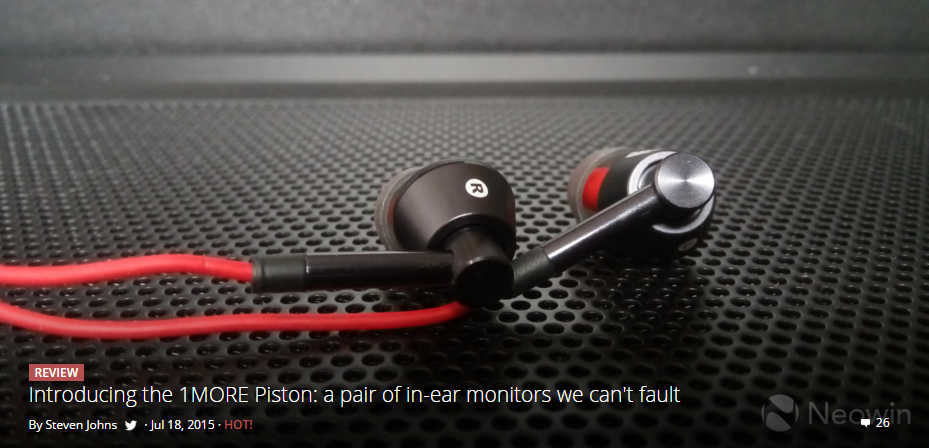 R
REVIEW
Introducing the 1MORE Piston: a pair of in-ear monitors we can't fault
By Steven Johns · Jul 18, 2015 · HOT!
26
Neowin